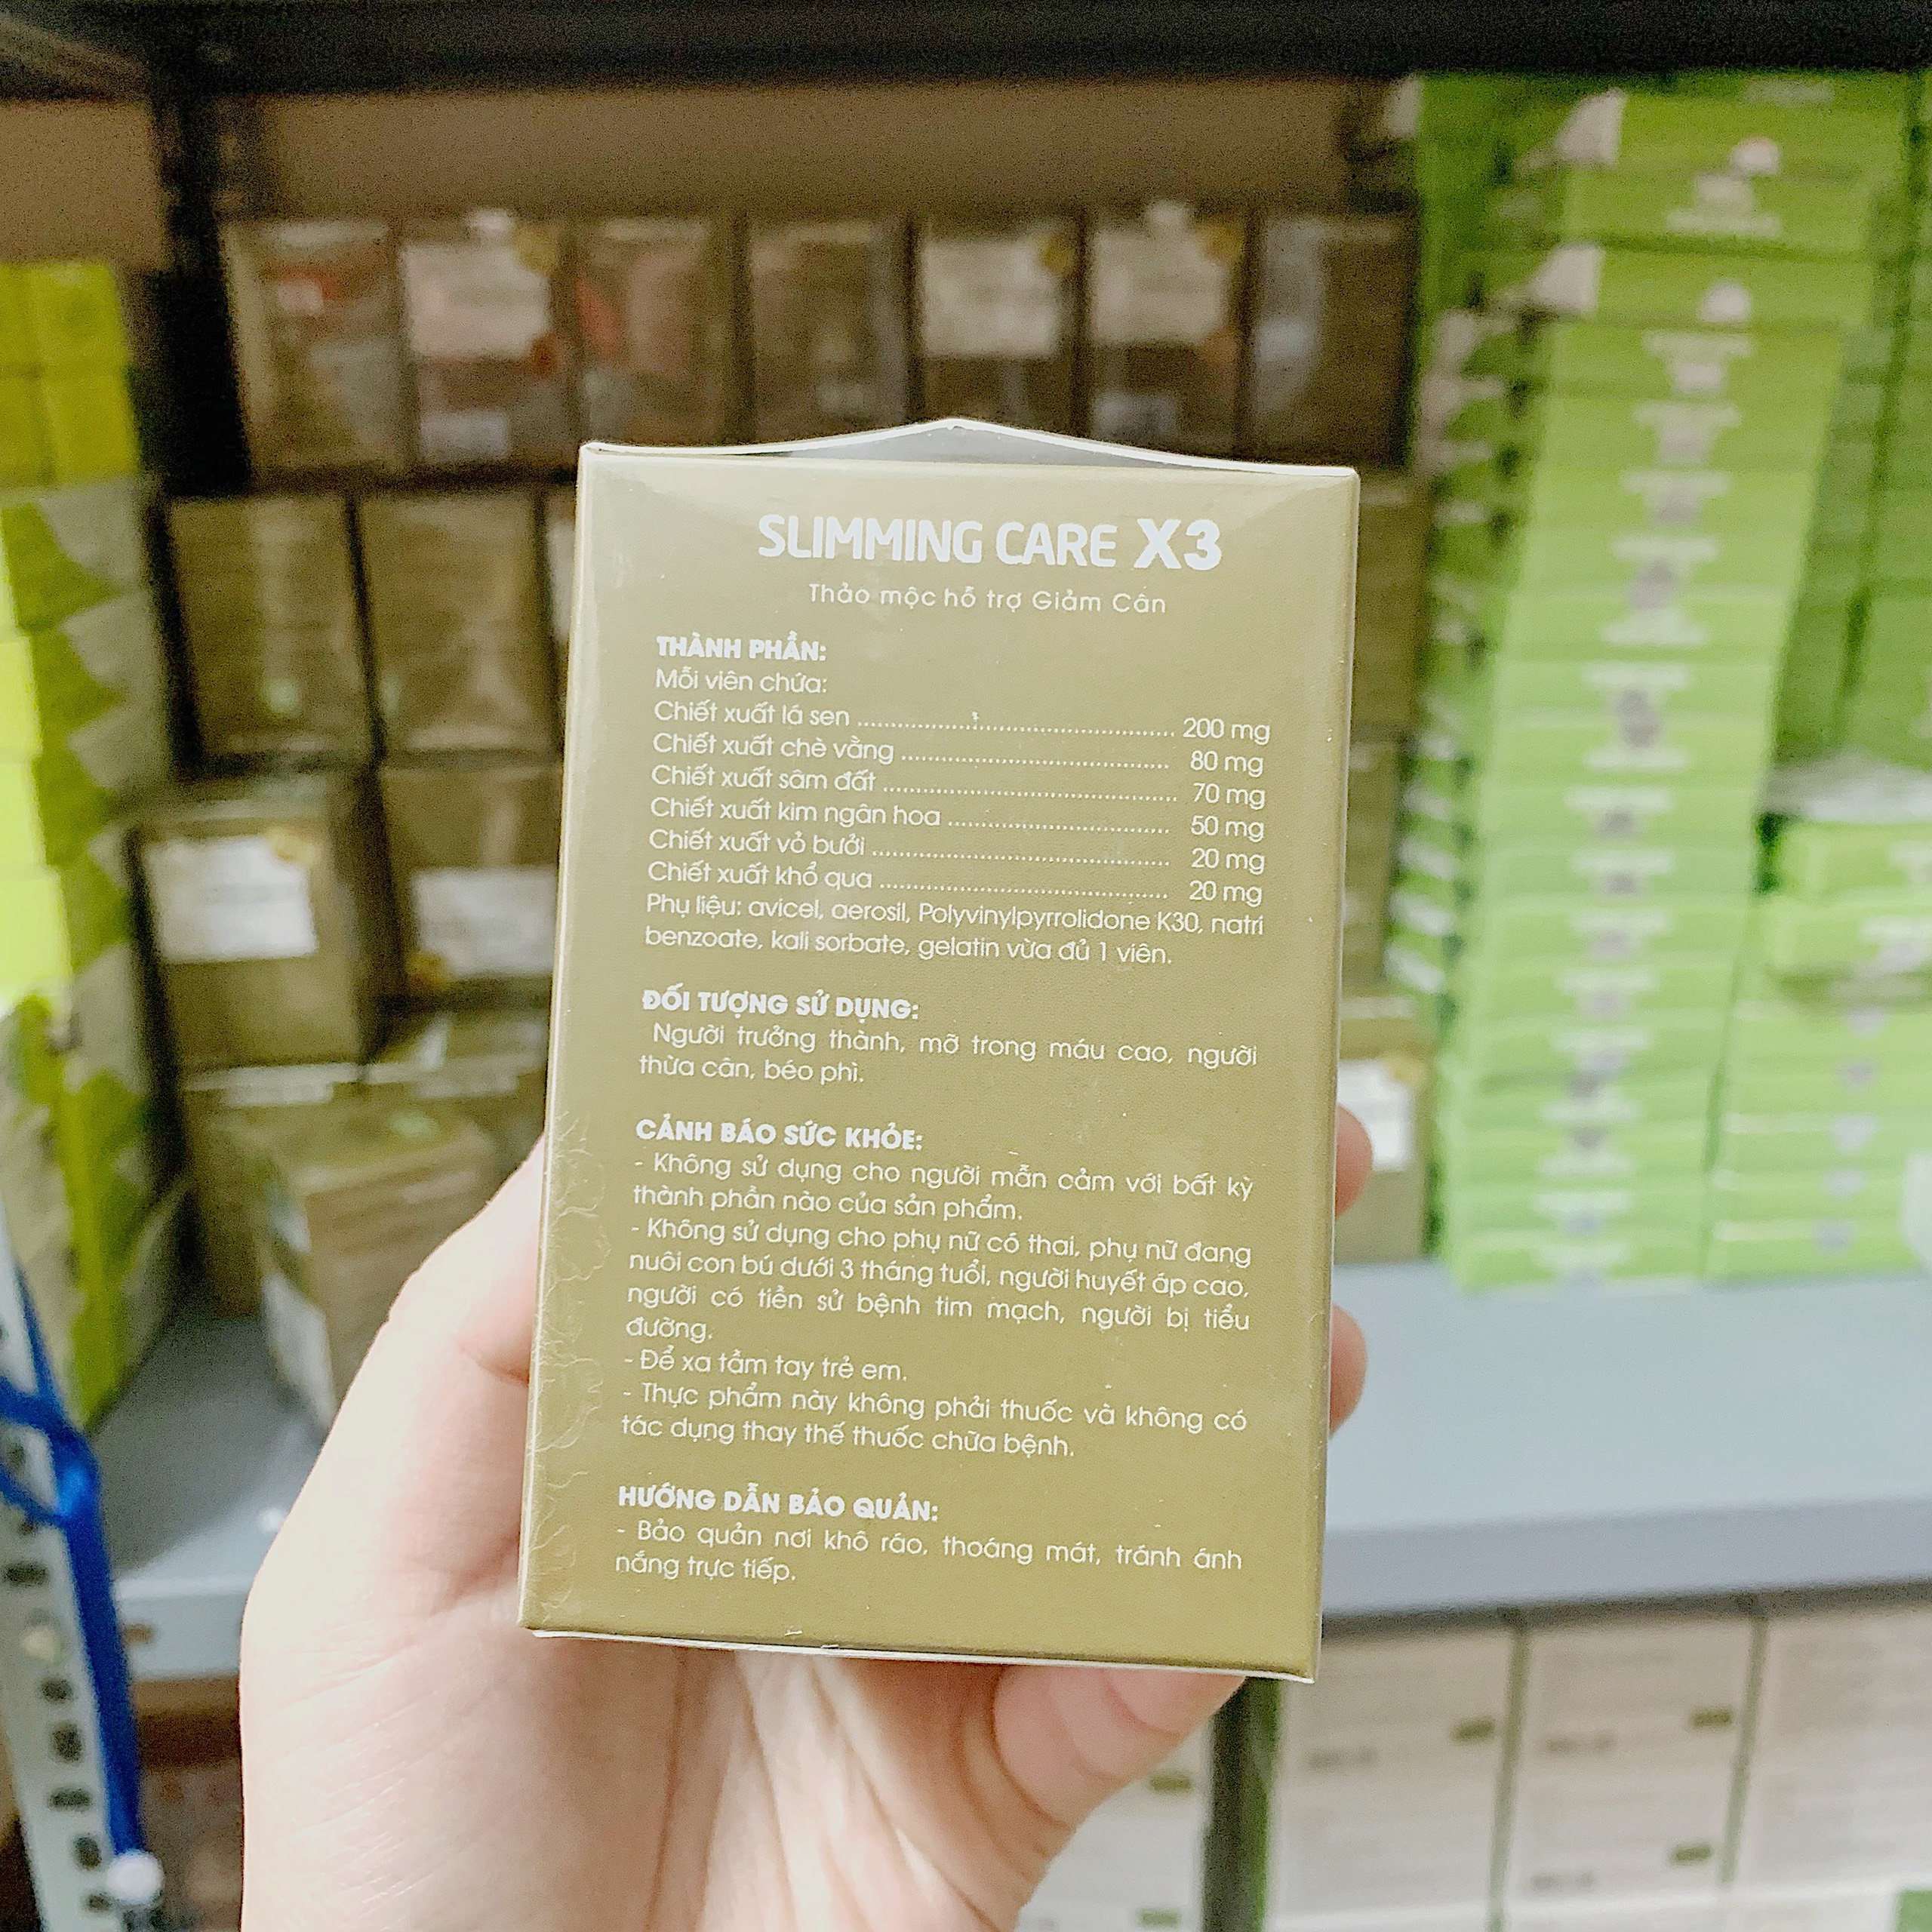 SLIMMING CARE X3
Thảo mộc hỗ trợ Giảm Cân
THÀNH PHẦN:
Mỗi viên chứa:
Chiết xuất lá sen ................................................ 200 mg
Chiết xuất chè vằng ........................................ 80 mg
Chiết xuất sâm đất ............................................ 70 mg
Chiết xuất kim ngân hoa ................................. 50 mg
Chiết xuất vỏ bưởi ............................................. 20 mg
Chiết xuất khổ qua ........................................... 20 mg
Phụ liệu: avicel, aerosil, Polyvinylpyrrolidone K30, natri
benzoate, kali sorbate, gelatin vừa đủ 1 viên.
ĐỐI TƯỢNG SỬ DỤNG:
Người trưởng thành, mỡ trong máu cao, người
thừa cân, béo phì.
CẢNH BÁO SỨC KHỎE:
- Không sử dụng cho người mẫn cảm với bất kỳ
thành phần nào của sản phẩm.
- Không sử dụng cho phụ nữ có thai, phụ nữ đang
nuôi con bú dưới 3 tháng tuổi, người huyết áp cao,
người có tiền sử bệnh tim mạch, người bị tiểu
đường.
- Để xa tầm tay trẻ em.
- Thực phẩm này không phải thuốc và không có
tác dụng thay thế thuốc chữa bệnh.
HƯỚNG DẪN BẢO QUẢN:
- Bảo quản nơi khô ráo, thoáng mát, tránh ánh
nắng trực tiếp.